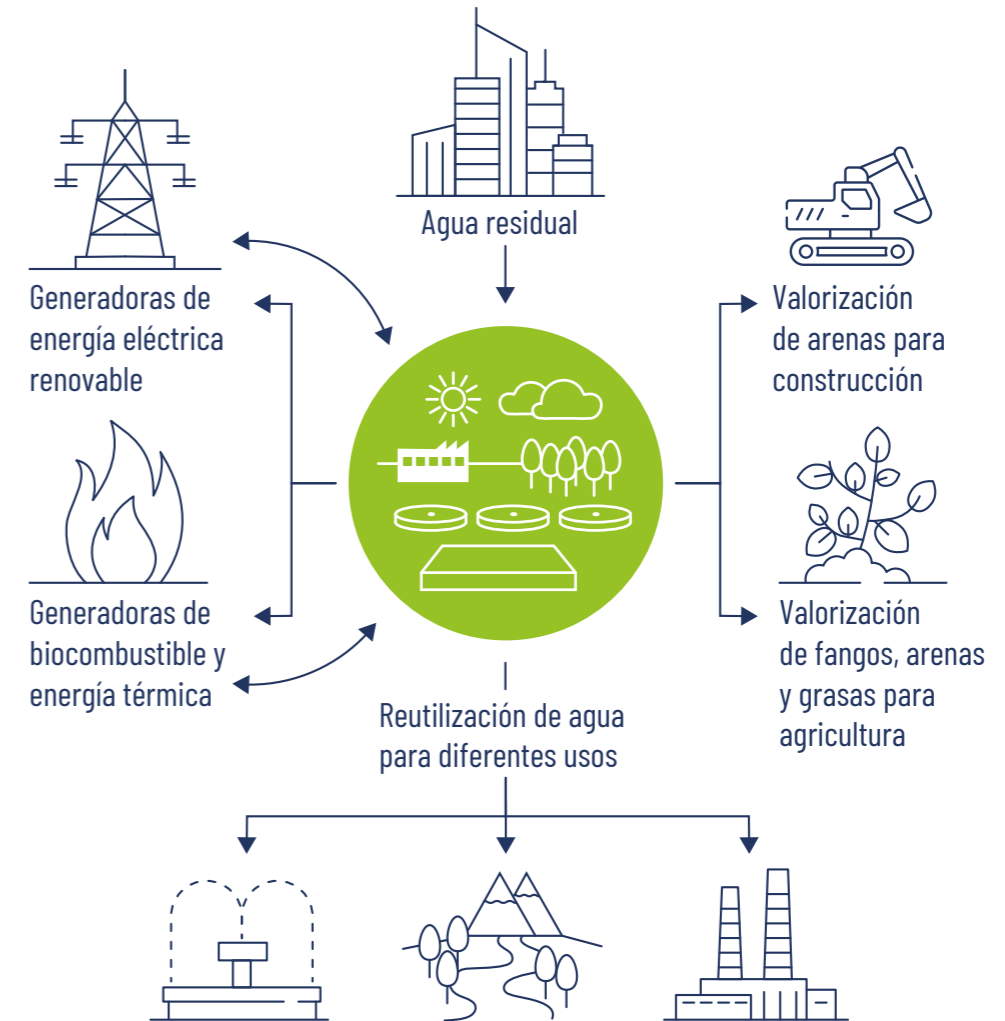 Agua residual
Generadoras de
energía eléctrica
renovable
Valorización
de arenas para
construcción
Generadoras de
biocombustible y
energía térmica
Valorización
de fangos, arenas
y grasas para
agricultura
Reutilización de agua
para diferentes usos